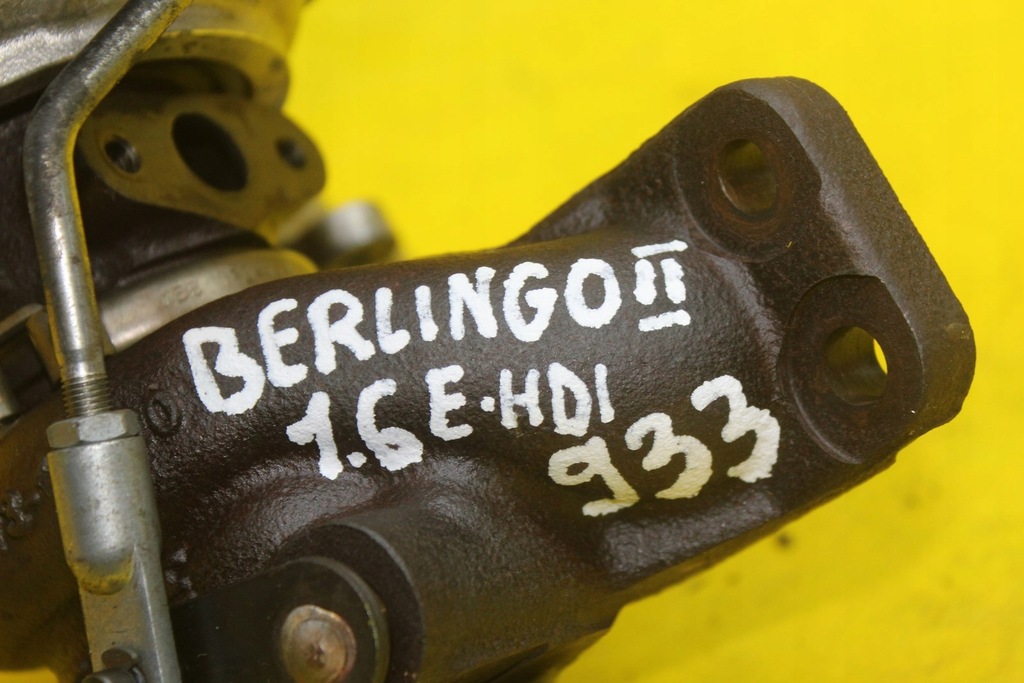 BERLINGO II
1.6 E-HDI
933